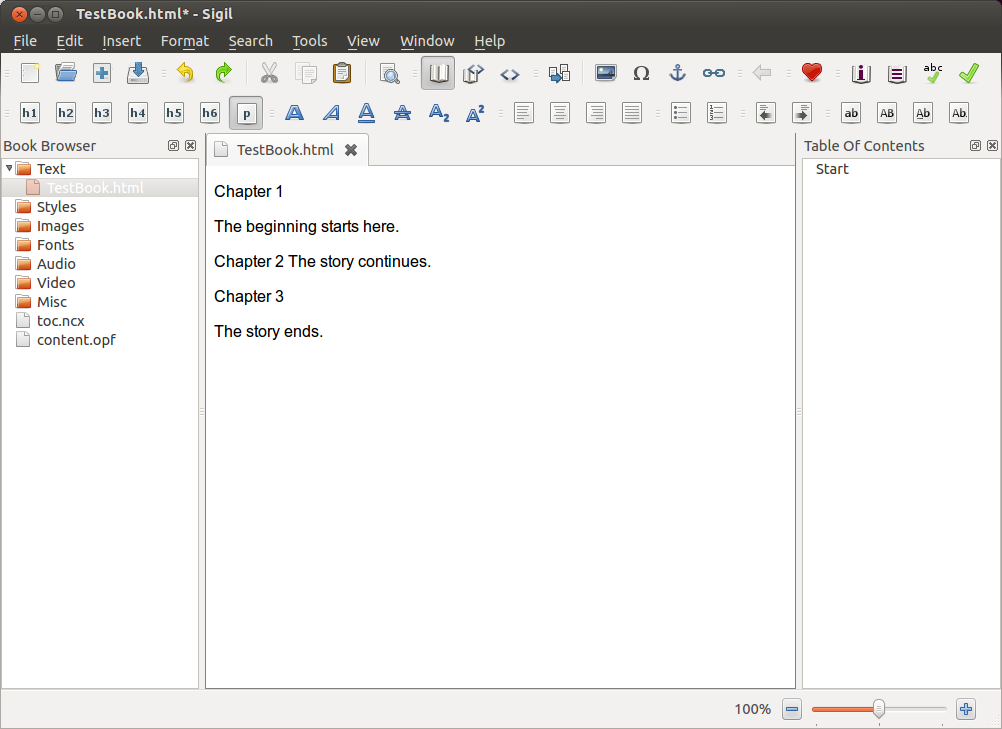 TestBook.html* - Sigil
File Edit Insert Format Search Tools View Window Help
Ω abc
h1 h2 h3 h4 h5 h6 p A A A A A2 A2 ab AB Ab Ab
Book Browser
Text
TestBook.html
Styles
Images
Fonts
Audio
Video
Misc
toc.ncx
content.opf
TestBook.html
Chapter 1
The beginning starts here.
Chapter 2 The story continues.
Chapter 3
The story ends.
Table Of Contents
Start
100%